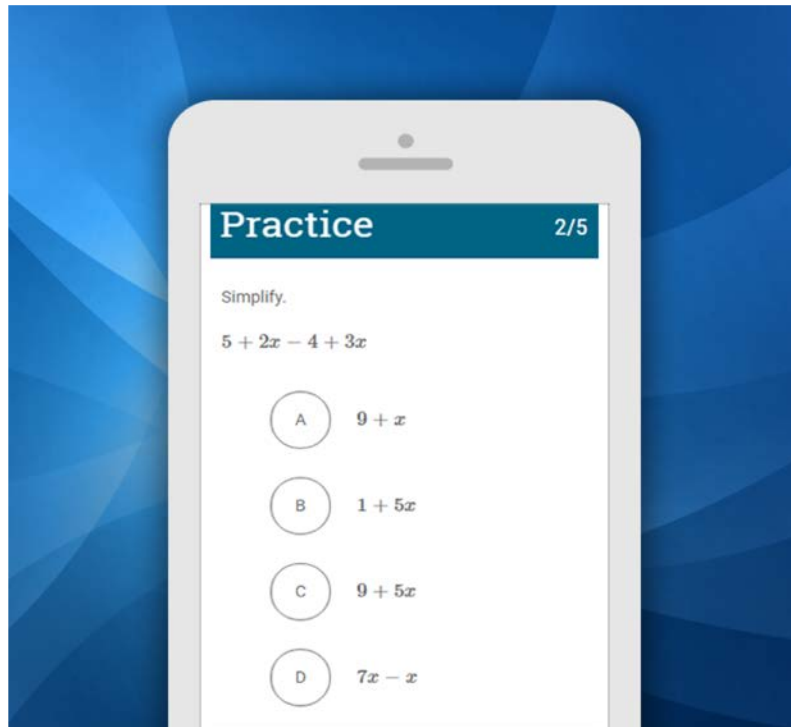 Practice 2/5
Simplify.
5 + 2x − 4 + 3x
A 9 + x
B 1 + 5x
C 9 + 5x
D 7x − x